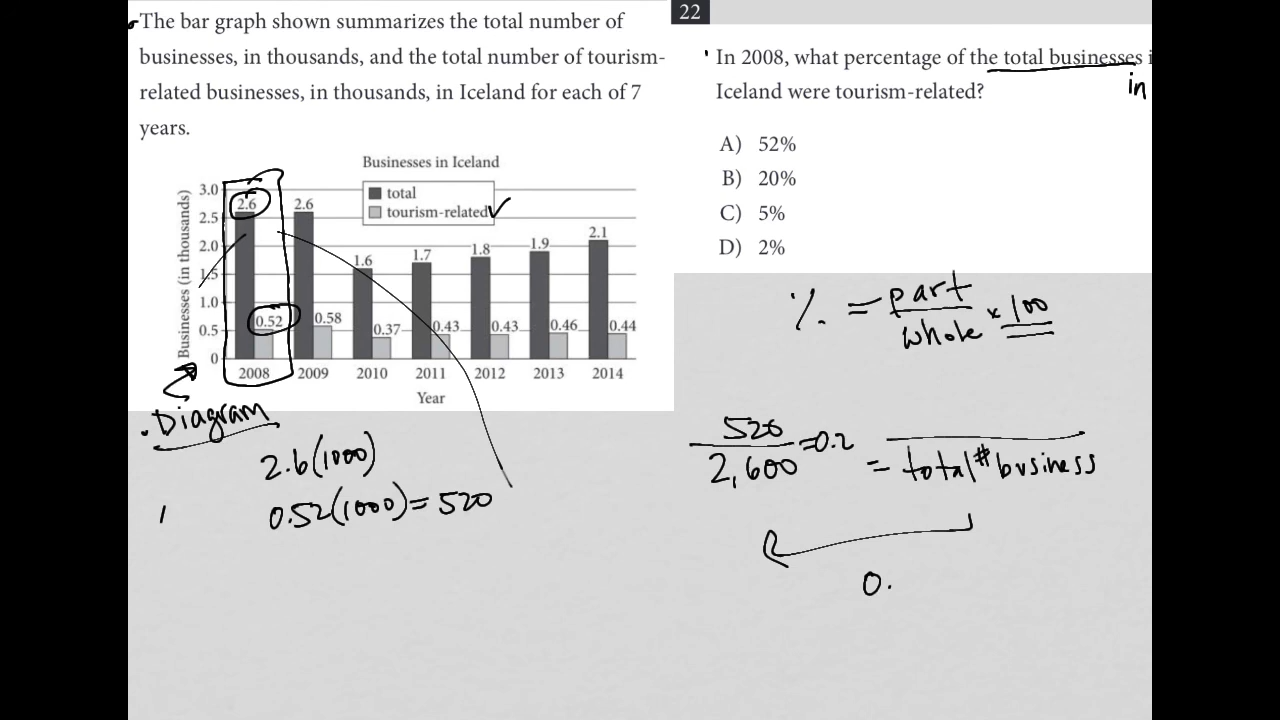 The bar graph shown summarizes the total number of
businesses, in thousands, and the total number of tourism-
related businesses, in thousands, in Iceland for each of 7
years.
Businesses in Iceland
total
tourism-related
Businesses (in thousands)
3.0
2.5
2.0
1.5
1.0
0.5
0
2.6 2.6 1.6 1.7 1.8 1.9 2.1
0.52 0.58 0.37 0.43 0.43 0.46 0.44
2008 2009 2010 2011 2012 2013 2014
Year
Diagram
2.6(1000)
0.52(1000)=520
22
In 2008, what percentage of the total businesses i
in
Iceland were tourism-related?
A) 52%
B) 20%
C) 5%
D) 2%
% = part
whole × 100
520
2,600 =0.2
= total # business
0.